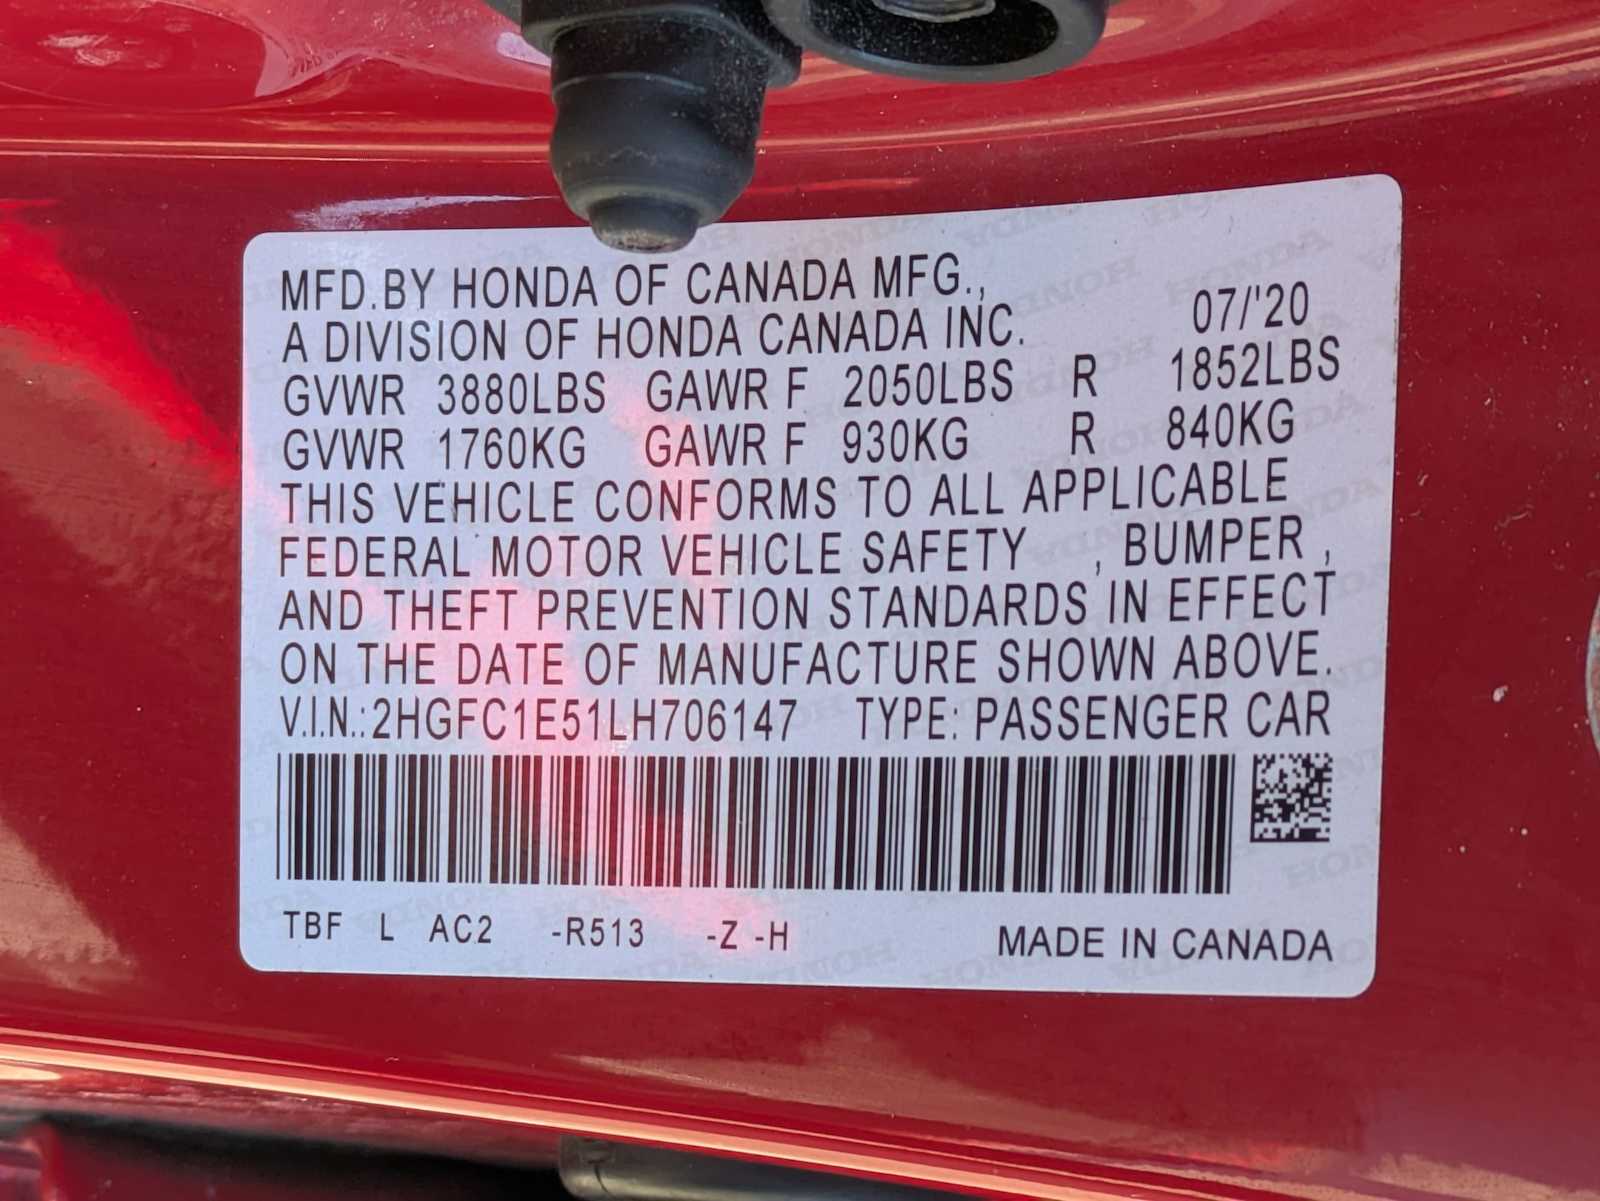 MFD.BY HONDA OF CANADA MFG.,
A DIVISION OF HONDA CANADA INC. 07/'20
GVWR 3880LBS GAWR F 2050LBS R 1852LBS
GVWR 1760KG GAWR F 930KG R 840KG
THIS VEHICLE CONFORMS TO ALL APPLICABLE
FEDERAL MOTOR VEHICLE SAFETY , BUMPER ,
AND THEFT PREVENTION STANDARDS IN EFFECT
ON THE DATE OF MANUFACTURE SHOWN ABOVE.
V.I.N.:2HGFC1E51LH706147 TYPE: PASSENGER CAR
TBF L AC2 -R513 -Z -H MADE IN CANADA